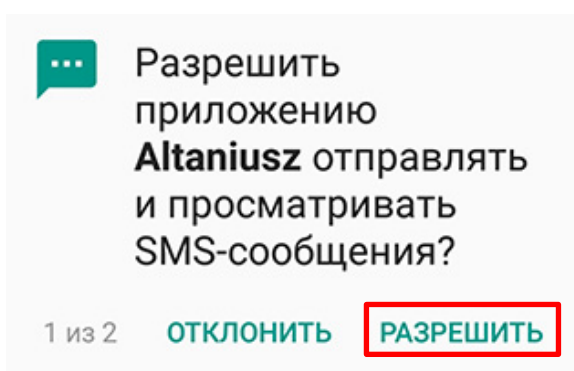 Разрешить
приложению
Altaniusz отправлять
и просматривать
SMS-сообщения?
1 из 2 ОТКЛОНИТЬ РАЗРЕШИТЬ